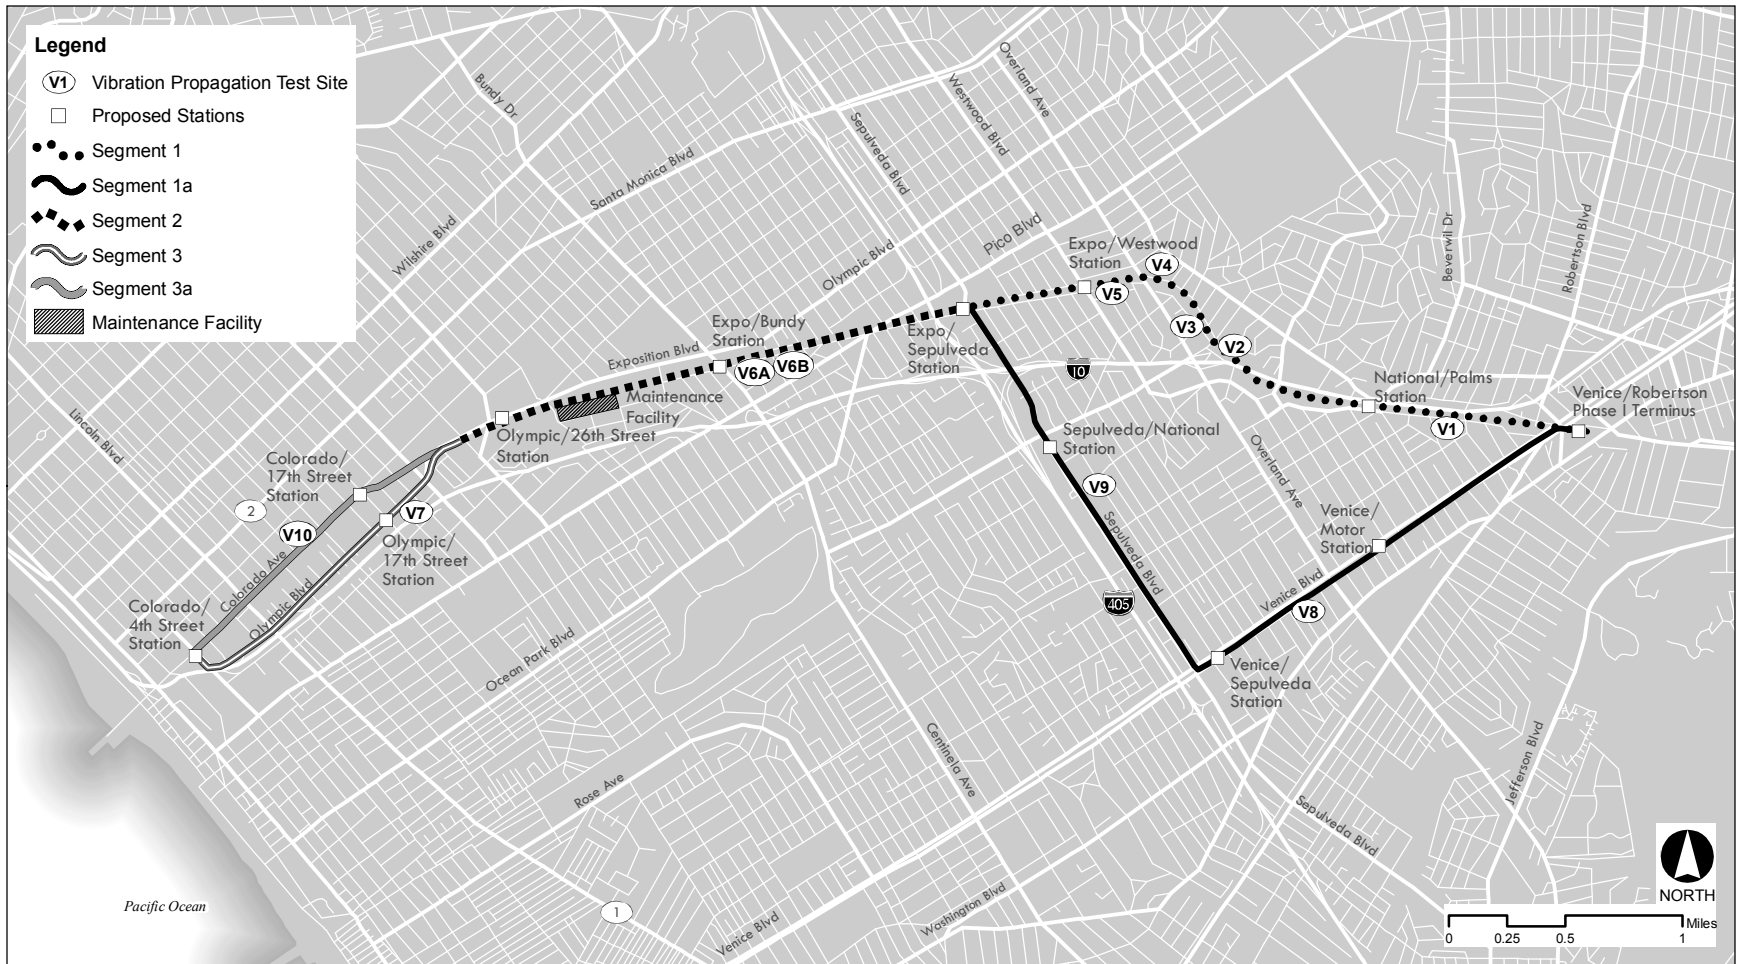 Legend
V1 Vibration Propagation Test Site
Proposed Stations
Segment 1
Segment 1a
Segment 2
Segment 3
Segment 3a
Maintenance Facility
Bundy Dr
Santa Monica Blvd
Wilshire Blvd
Overland Ave
Westwood Blvd
Sepulveda Blvd
Pico Blvd
Olympic Blvd
Beverwil Dr
Robertson Blvd
Expo/Westwood
Station
V4
V5
V3
V2
Expo/Bundy
Station
Exposition Blvd
V6A
V6B
Expo/
Sepulveda
Station
10
National/Palms
Station
V1
Venice/Robertson
Phase I Terminus
Maintenance
Facility
Olympic/26th Street
Station
Lincoln Blvd
Colorado/
17th Street
Station
2
V10
V7
Olympic/
17th Street
Station
Colorado Ave
Olympic Blvd
Colorado/
4th Street
Station
Sepulveda/National
Station
V9
Sepulveda Blvd
405
Overland Ave
Venice/
Motor
Station
Venice Blvd
V8
Venice/
Sepulveda
Station
Ocean Park Blvd
Centinela Ave
Rose Ave
Jefferson Blvd
Sepulveda Blvd
Washington Blvd
Venice Blvd
1
Pacific Ocean
NORTH
Miles
0 0.25 0.5 1